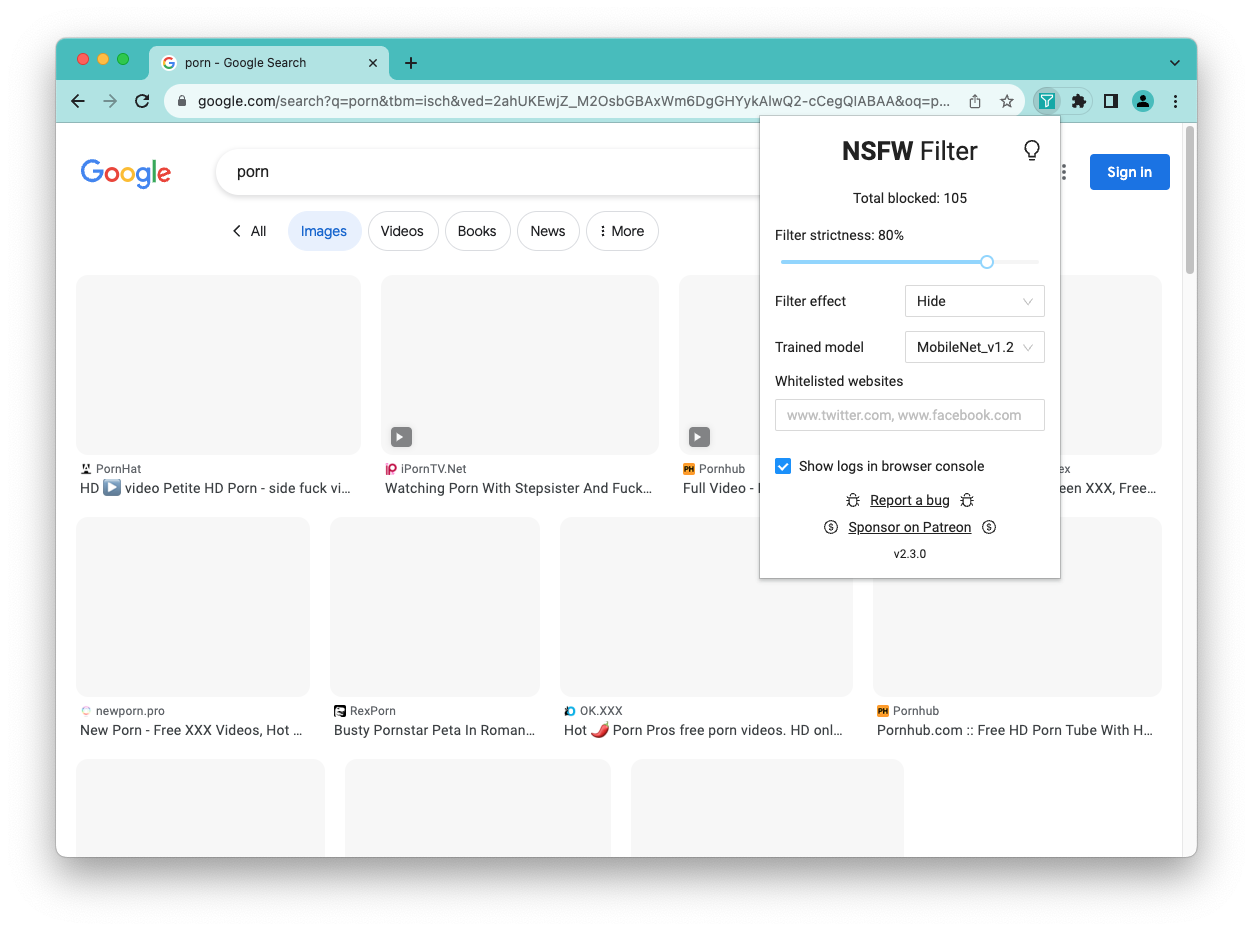 porn - Google Search
google.com/search?q=porn&tbm=isch&ved=2ahUKEwjZ_M2OsbGBAxWm6DgGHYykAlwQ2-cCegQIABAA&oq=p...
Google
porn
Sign in
All
Images
Videos
Books
News
More
NSFW Filter
Total blocked: 105
Filter strictness: 80%
Filter effect
Hide
Trained model
MobileNet_v1.2
Whitelisted websites
www.twitter.com, www.facebook.com
Show logs in browser console
Report a bug
Sponsor on Patreon
v2.3.0
PornHat
HD ▶️ video Petite HD Porn - side fuck vi...
iPornTV.Net
Watching Porn With Stepsister And Fuck...
PH Pornhub
Full Video -
ex
een XXX, Free...
newporn.pro
New Porn - Free XXX Videos, Hot ...
RexPorn
Busty Pornstar Peta In Roman...
OK.XXX
Hot 🌶️ Porn Pros free porn videos. HD onl...
PH Pornhub
Pornhub.com :: Free HD Porn Tube With H...